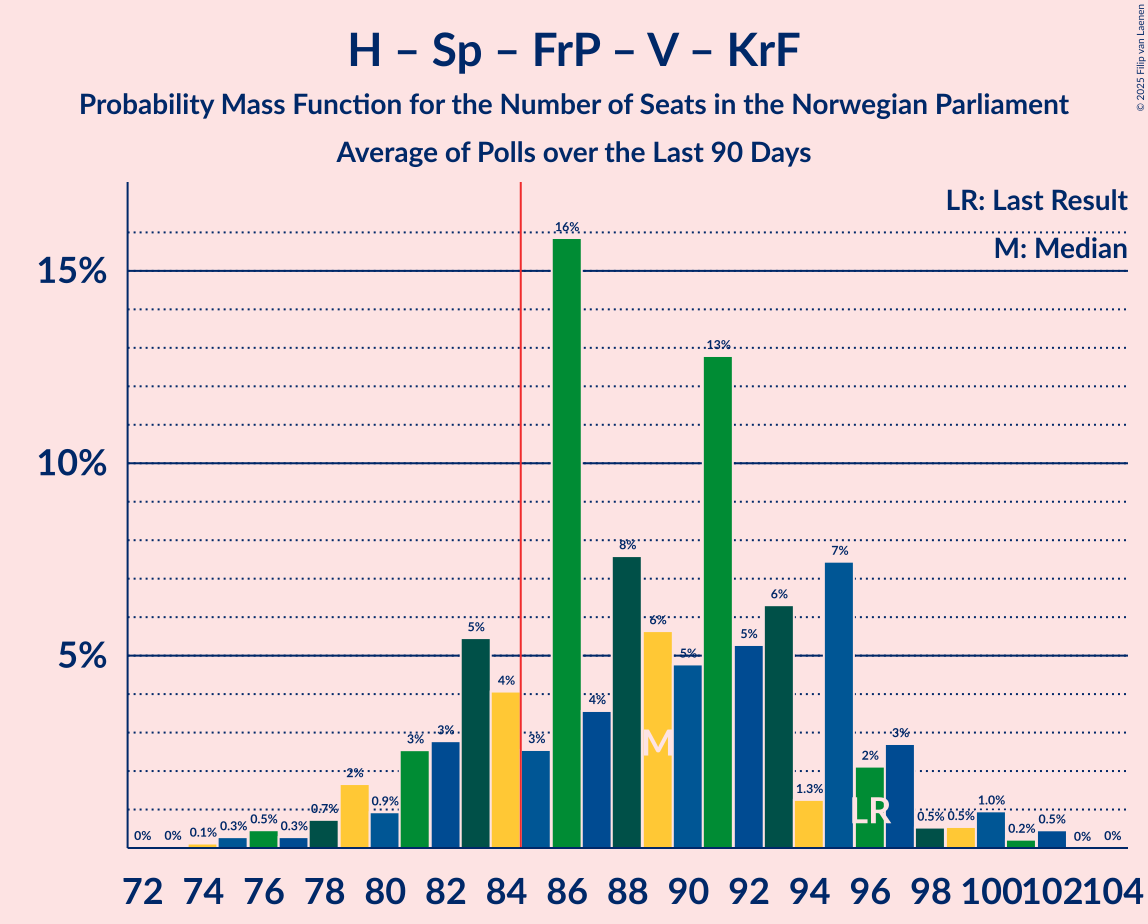 H – Sp – FrP – V – KrF
Probability Mass Function for the Number of Seats in the Norwegian Parliament
Average of Polls over the Last 90 Days
© 2025 Filip van Laenen
LR: Last Result
M: Median
15%
10%
5%
0% 0% 0.1% 0.3% 0.5% 0.3% 0.7% 2% 0.9% 3% 3% 5% 4% 3% 16% 4% 8% 6% 5% 13% 5% 6% 1.3% 7% 2% 3% 0.5% 0.5% 1.0% 0.2% 0.5% 0% 0%
M
LR
72 74 76 78 80 82 84 86 88 90 92 94 96 98 100 102 104